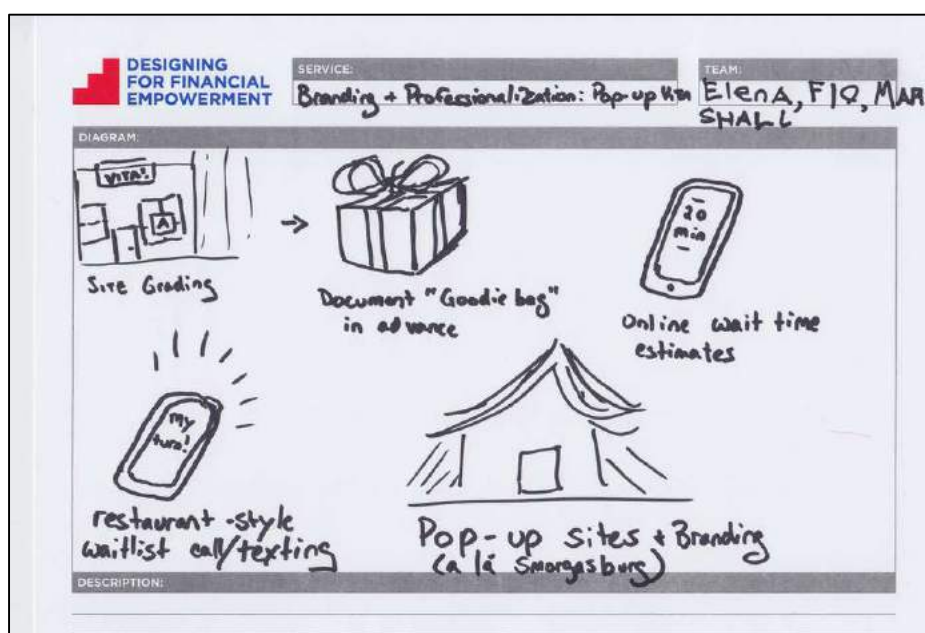 DESIGNING
FOR FINANCIAL
EMPOWERMENT
SERVICE:
Branding + Professionalization: Pop-up Vita
TEAM:
Elena, Flo, MAR
SHALL
DIAGRAM:
VITA!
A
Site Grading
Document "Goodie bag"
in advance
20
min
Online wait time
estimates
My
turn!
restaurant-style
waitlist call/texting
Pop-up sites + Branding
(a lá Smorgasburg)
DESCRIPTION: